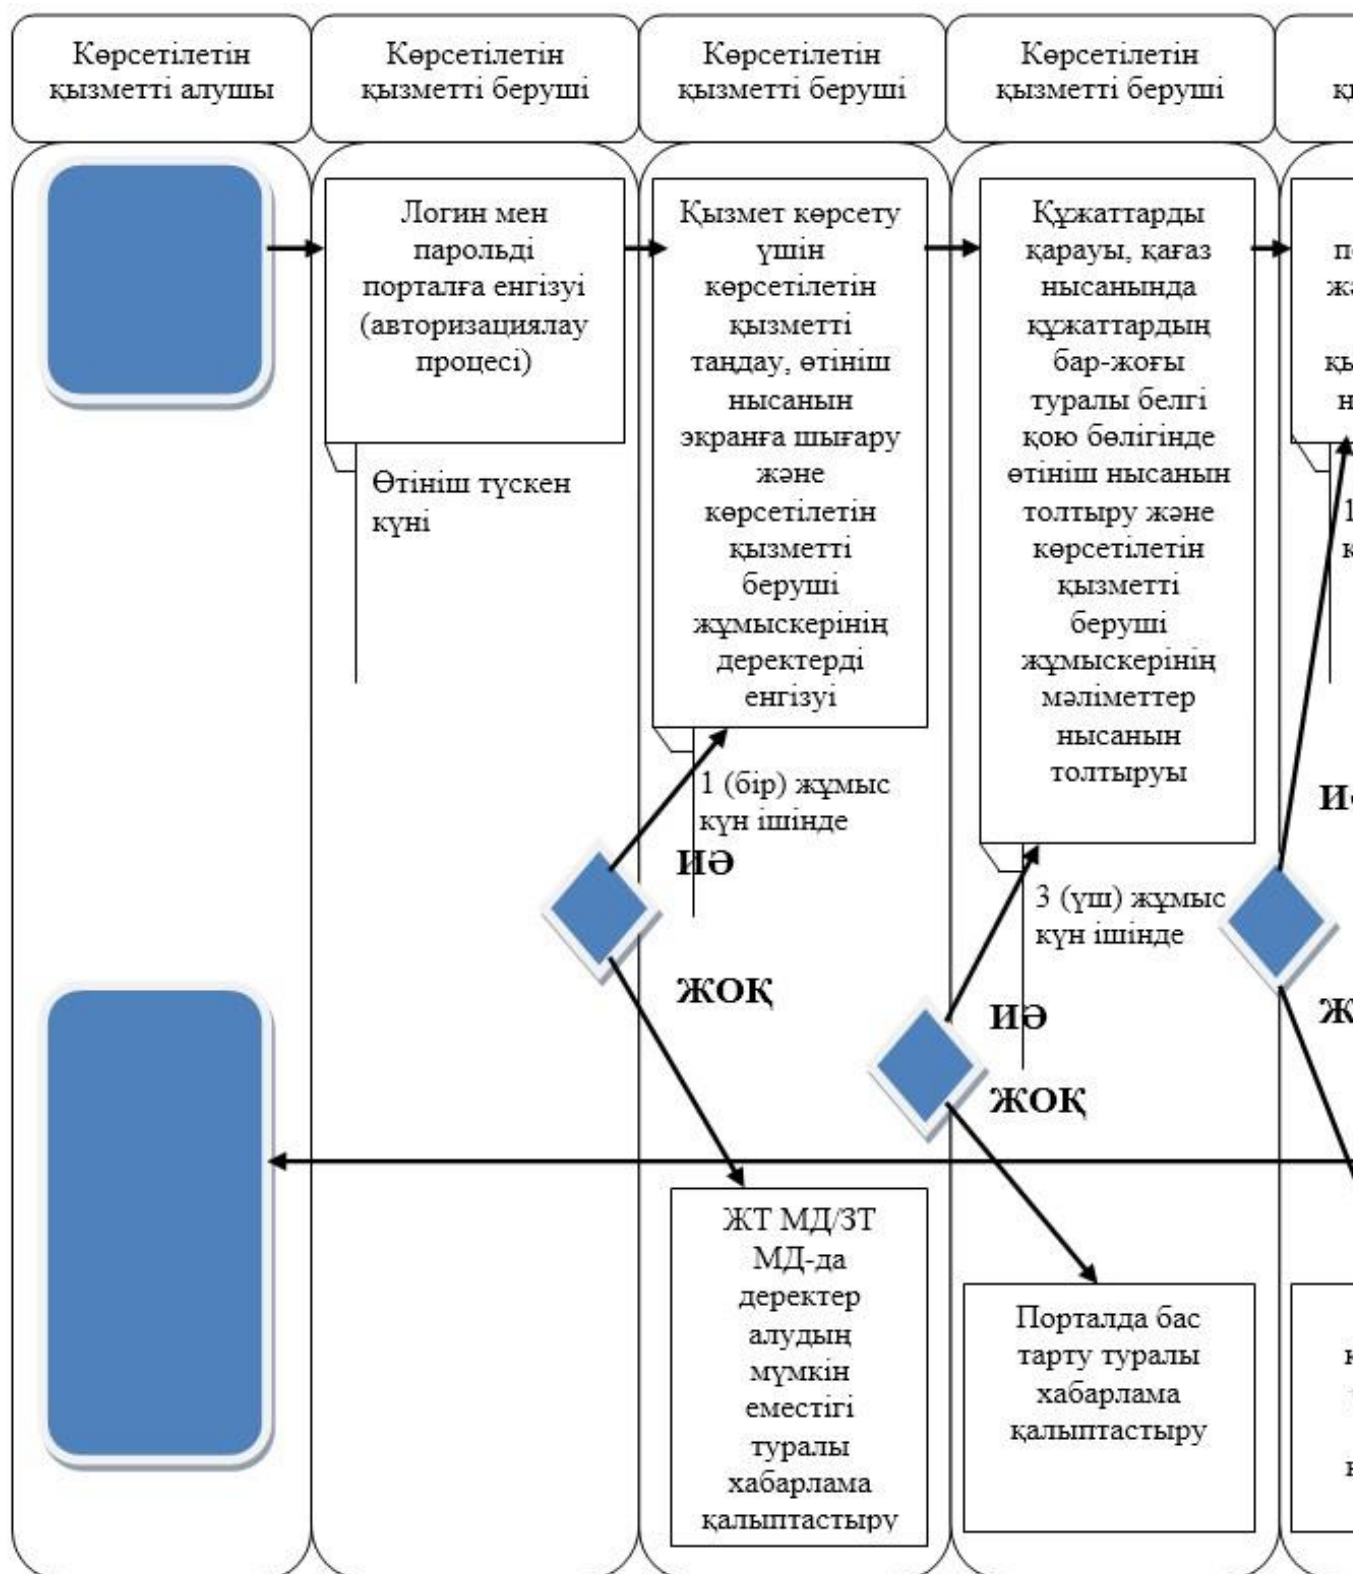 Көрсетілетін
қызметті алушы
Көрсетілетін
қызметті беруші
Көрсетілетін
қызметті беруші
Көрсетілетін
қызметті беруші
Логин мен
парольді
порталға енгізуі
(авторизациялау
процесі)
Өтініш түскен
күні
Қызмет көрсету
үшін
көрсетілетін
қызметті
таңдау, өтініш
нысанын
экранға шығару
және
көрсетілетін
қызметті
беруші
жұмыскерінің
деректерді
енгізуі
1 (бір) жұмыс
күн ішінде
ИӘ
ЖОҚ
ЖТ МД/ЗТ
МД-да
деректер
алудың
мүмкін
еместігі
туралы
хабарлама
қалыптастыру
Құжаттарды
қарауы, қағаз
нысанында
құжаттардың
бар-жоғы
туралы белгі
қою бөлігінде
өтініш нысанын
толтыру және
көрсетілетін
қызметті
беруші
жұмыскерінің
мәліметтер
нысанын
толтыруы
3 (үш) жұмыс
күн ішінде
ИӘ
ЖОҚ
Порталда бас
тарту туралы
хабарлама
қалыптастыру